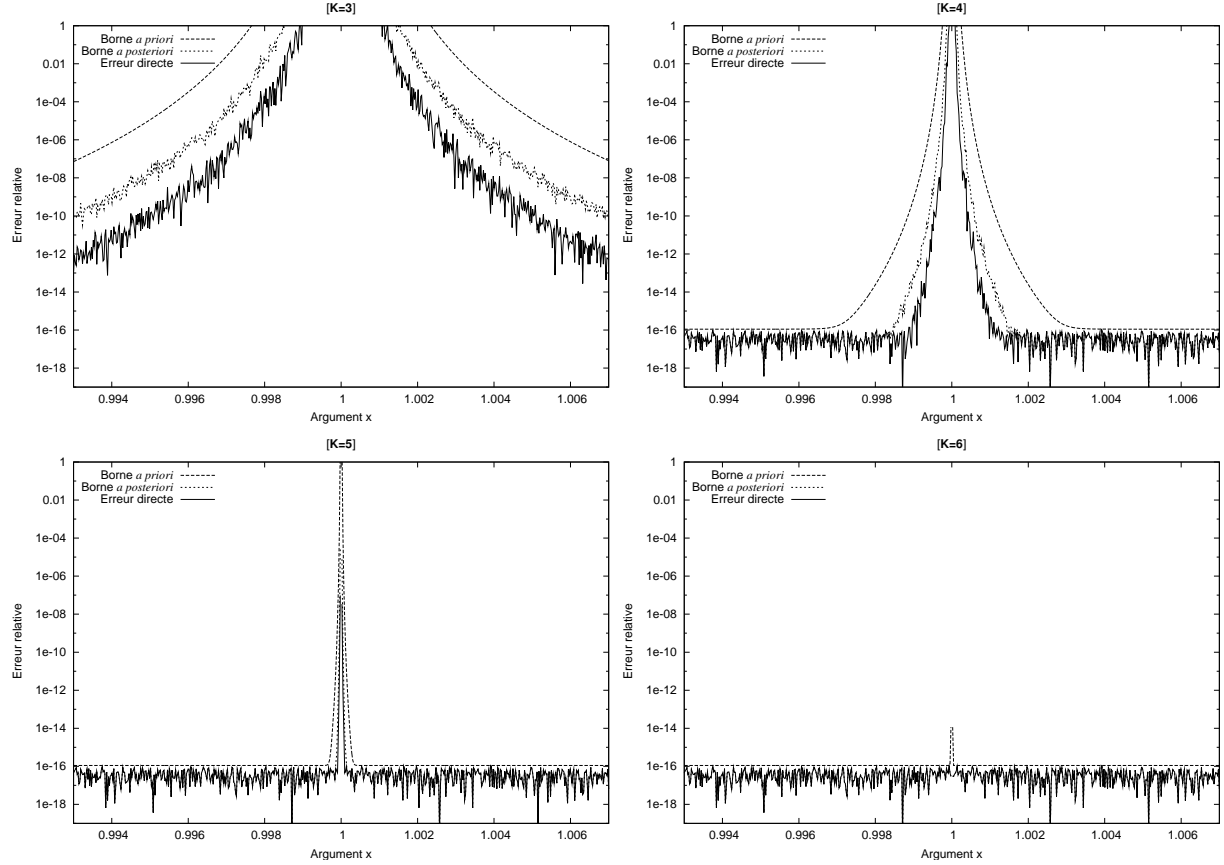 [K=3]
Erreur relative
1
0.01
1e-04
1e-06
1e-08
1e-10
1e-12
1e-14
1e-16
1e-18
Borne a priori
Borne a posteriori
Erreur directe
0.994 0.996 0.998 1 1.002 1.004 1.006
Argument x
[K=4]
Erreur relative
1
0.01
1e-04
1e-06
1e-08
1e-10
1e-12
1e-14
1e-16
1e-18
Borne a priori
Borne a posteriori
Erreur directe
0.994 0.996 0.998 1 1.002 1.004 1.006
Argument x
[K=5]
Erreur relative
1
0.01
1e-04
1e-06
1e-08
1e-10
1e-12
1e-14
1e-16
1e-18
Borne a priori
Borne a posteriori
Erreur directe
0.994 0.996 0.998 1 1.002 1.004 1.006
Argument x
[K=6]
Erreur relative
1
0.01
1e-04
1e-06
1e-08
1e-10
1e-12
1e-14
1e-16
1e-18
Borne a priori
Borne a posteriori
Erreur directe
0.994 0.996 0.998 1 1.002 1.004 1.006
Argument x